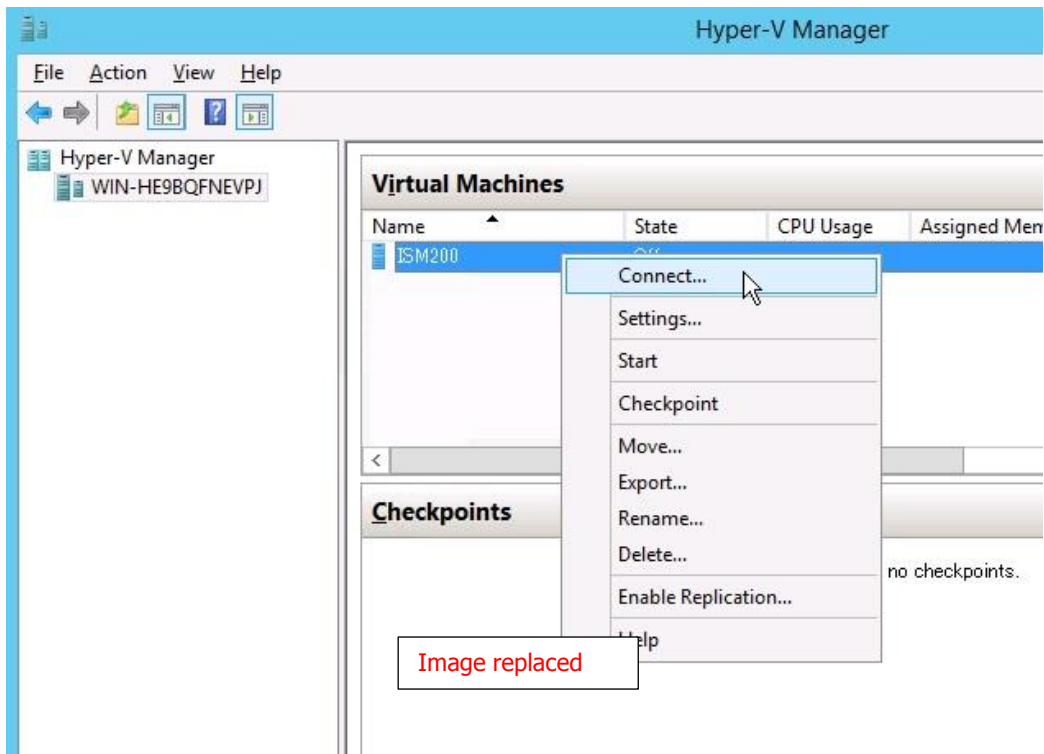 Hyper-V Manager
File Action View Help
Hyper-V Manager
WIN-HE9BQFNEVPJ
Virtual Machines
Name State CPU Usage Assigned Mem
ISM200
Connect...
Settings...
Start
Checkpoint
Move...
Export...
Rename...
Delete...
Enable Replication...
Checkpoints
no checkpoints.
Image replaced